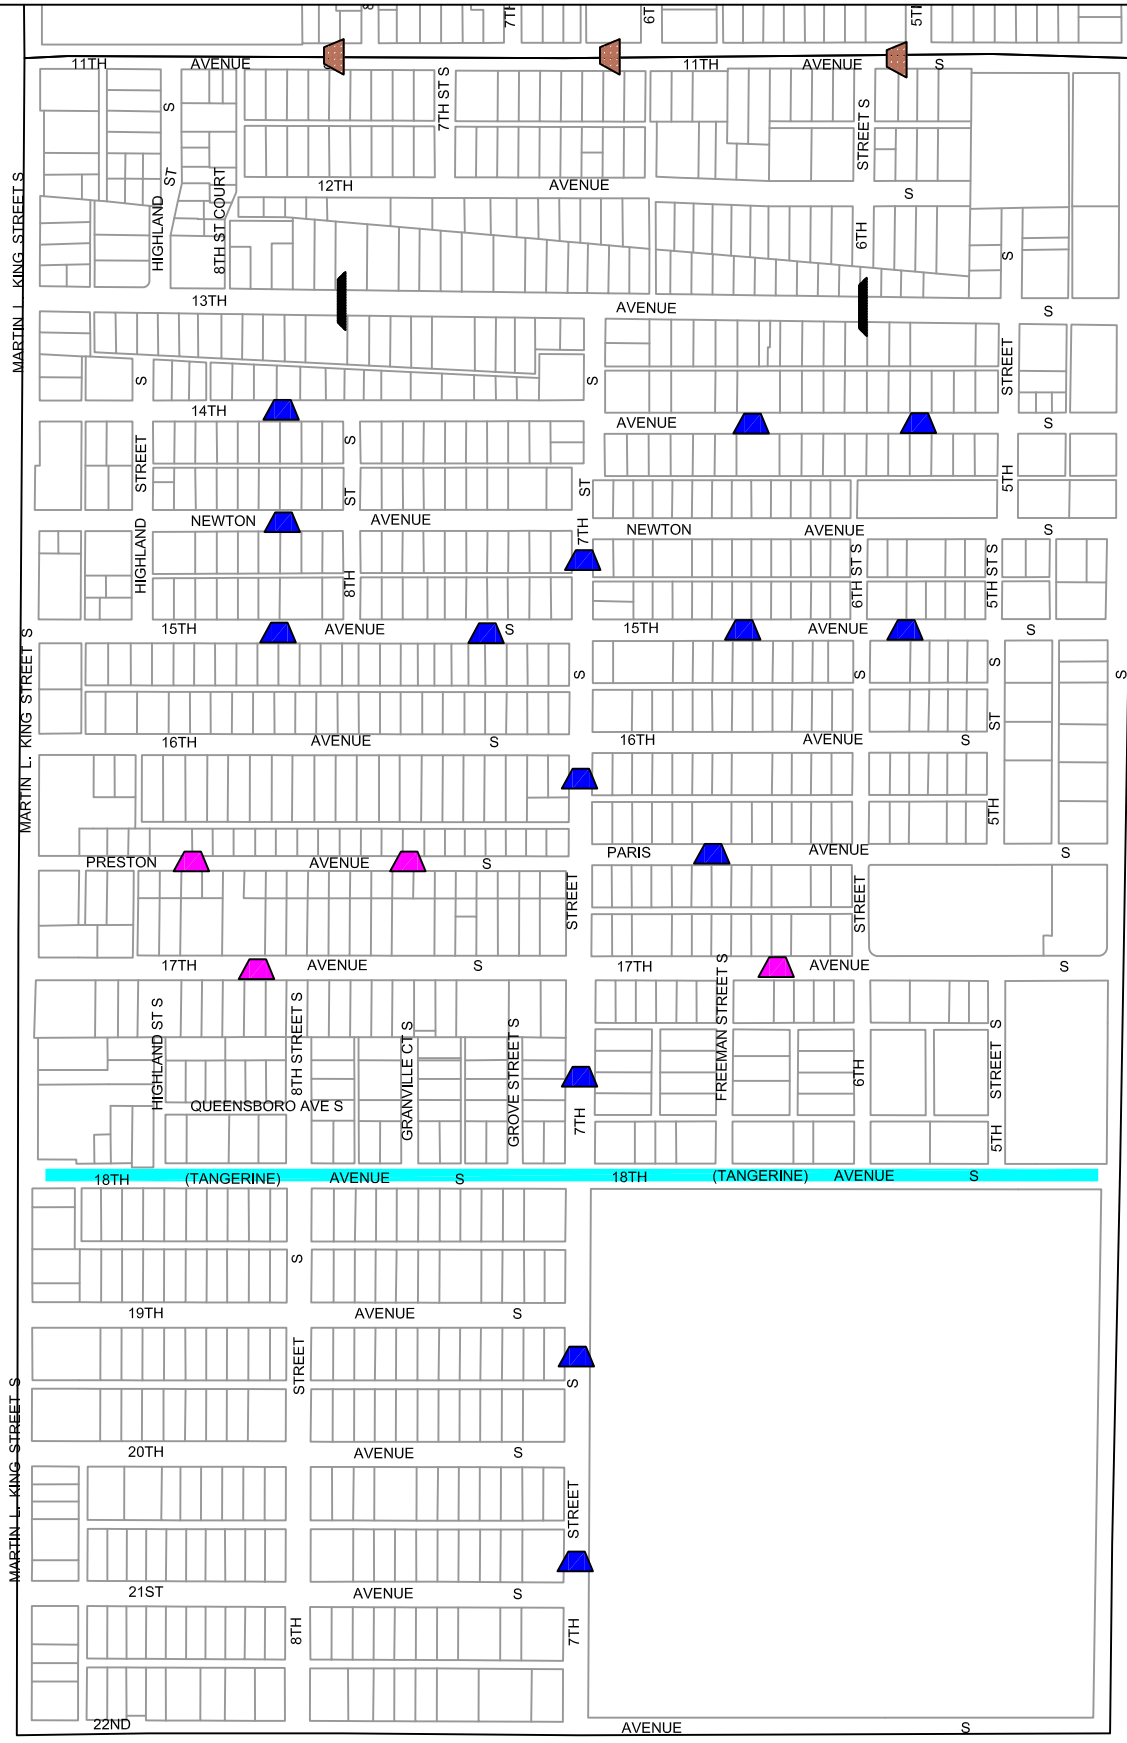 7TH
6T
5TH
11TH AVENUE S 11TH AVENUE S
MARTIN L. KING STREET S
HIGHLAND ST S
8TH ST COURT
7TH ST S
STREET S
12TH AVENUE S
6TH
S
13TH AVENUE S
STREET
S
S
14TH AVENUE S
STREET
S
ST
ST
5TH
NEWTON AVENUE NEWTON AVENUE S
HIGHLAND
8TH
7TH
6TH ST S
5TH ST S
15TH AVENUE S 15TH AVENUE S
MARTIN L. KING STREET S
S
S
S
S
ST
16TH AVENUE S 16TH AVENUE S
5TH
PRESTON AVENUE S PARIS AVENUE S
STREET
STREET
17TH AVENUE S 17TH AVENUE S
HIGHLAND ST S
8TH STREET S
GRANVILLE CT S
GROVE STREET S
FREEMAN STREET S
6TH
STREET S
QUEENSBORO AVE S
7TH
5TH
18TH (TANGERINE) AVENUE S 18TH (TANGERINE) AVENUE S
S
19TH AVENUE S
STREET
S
MARTIN L. KING STREET S
20TH AVENUE S
STREET
21ST AVENUE S
8TH
7TH
22ND AVENUE S